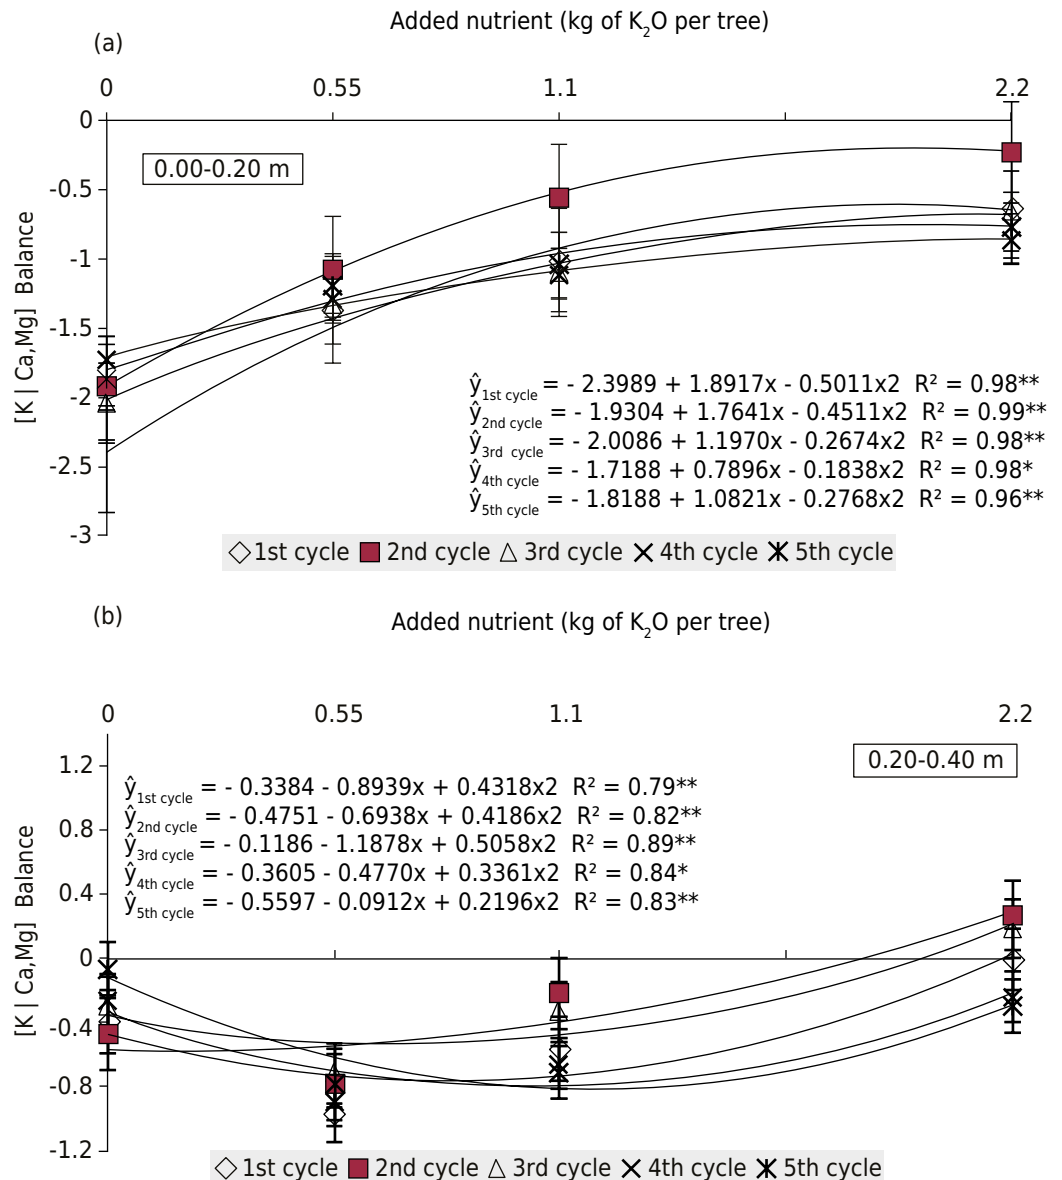 Added nutrient (kg of K₂O per tree)
(a)
0 0.55 1.1 2.2
0
0.00-0.20 m
-0.5
-1
-1.5
-2
-2.5
-3
[K | Ca,Mg] Balance
ŷ1st cycle = - 2.3989 + 1.8917x - 0.5011x2 R² = 0.98**
ŷ2nd cycle = - 1.9304 + 1.7641x - 0.4511x2 R² = 0.99**
ŷ3rd cycle = - 2.0086 + 1.1970x - 0.2674x2 R² = 0.98**
ŷ4th cycle = - 1.7188 + 0.7896x - 0.1838x2 R² = 0.98*
ŷ5th cycle = - 1.8188 + 1.0821x - 0.2768x2 R² = 0.96**
1st cycle 2nd cycle 3rd cycle 4th cycle 5th cycle
(b)
Added nutrient (kg of K₂O per tree)
0 0.55 1.1 2.2
0.20-0.40 m
1.2
0.8
0.4
0
-0.4
-0.8
-1.2
[K | Ca,Mg] Balance
ŷ1st cycle = - 0.3384 - 0.8939x + 0.4318x2 R² = 0.79**
ŷ2nd cycle = - 0.4751 - 0.6938x + 0.4186x2 R² = 0.82**
ŷ3rd cycle = - 0.1186 - 1.1878x + 0.5058x2 R² = 0.89**
ŷ4th cycle = - 0.3605 - 0.4770x + 0.3361x2 R² = 0.84*
ŷ5th cycle = - 0.5597 - 0.0912x + 0.2196x2 R² = 0.83**
1st cycle 2nd cycle 3rd cycle 4th cycle 5th cycle